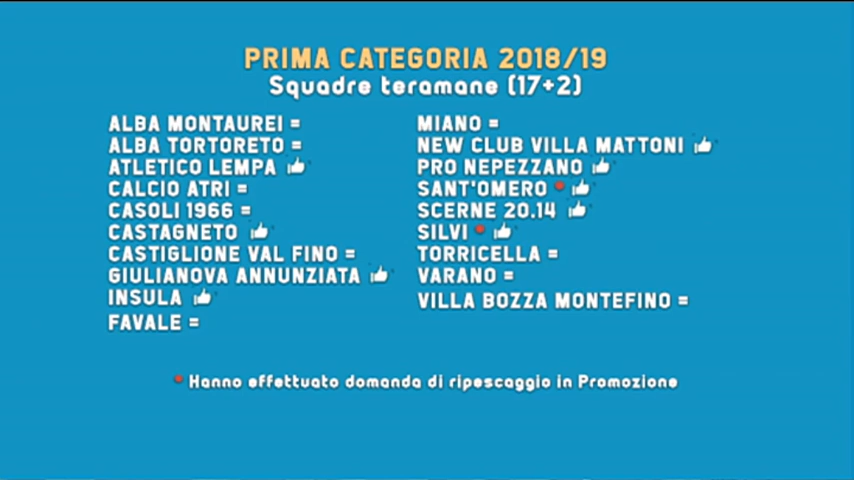 PRIMA CATEGORIA 2018/19
Squadre teramane (17+2)
ALBA MONTAUREI =
ALBA TORTORETO =
ATLETICO LEMPA
CALCIO ATRI =
CASOLI 1966 =
CASTAGNETO
CASTIGLIONE VAL FINO =
GIULIANOVA ANNUNZIATA
INSULA
FAVALE =
MIANO =
NEW CLUB VILLA MATTONI
PRO NEPEZZANO
SANT'OMERO *
SCERNE 20.14
SILVI *
TORRICELLA =
VARANO =
VILLA BOZZA MONTEFINO =
* Hanno effettuato domanda di ripescaggio in Promozione